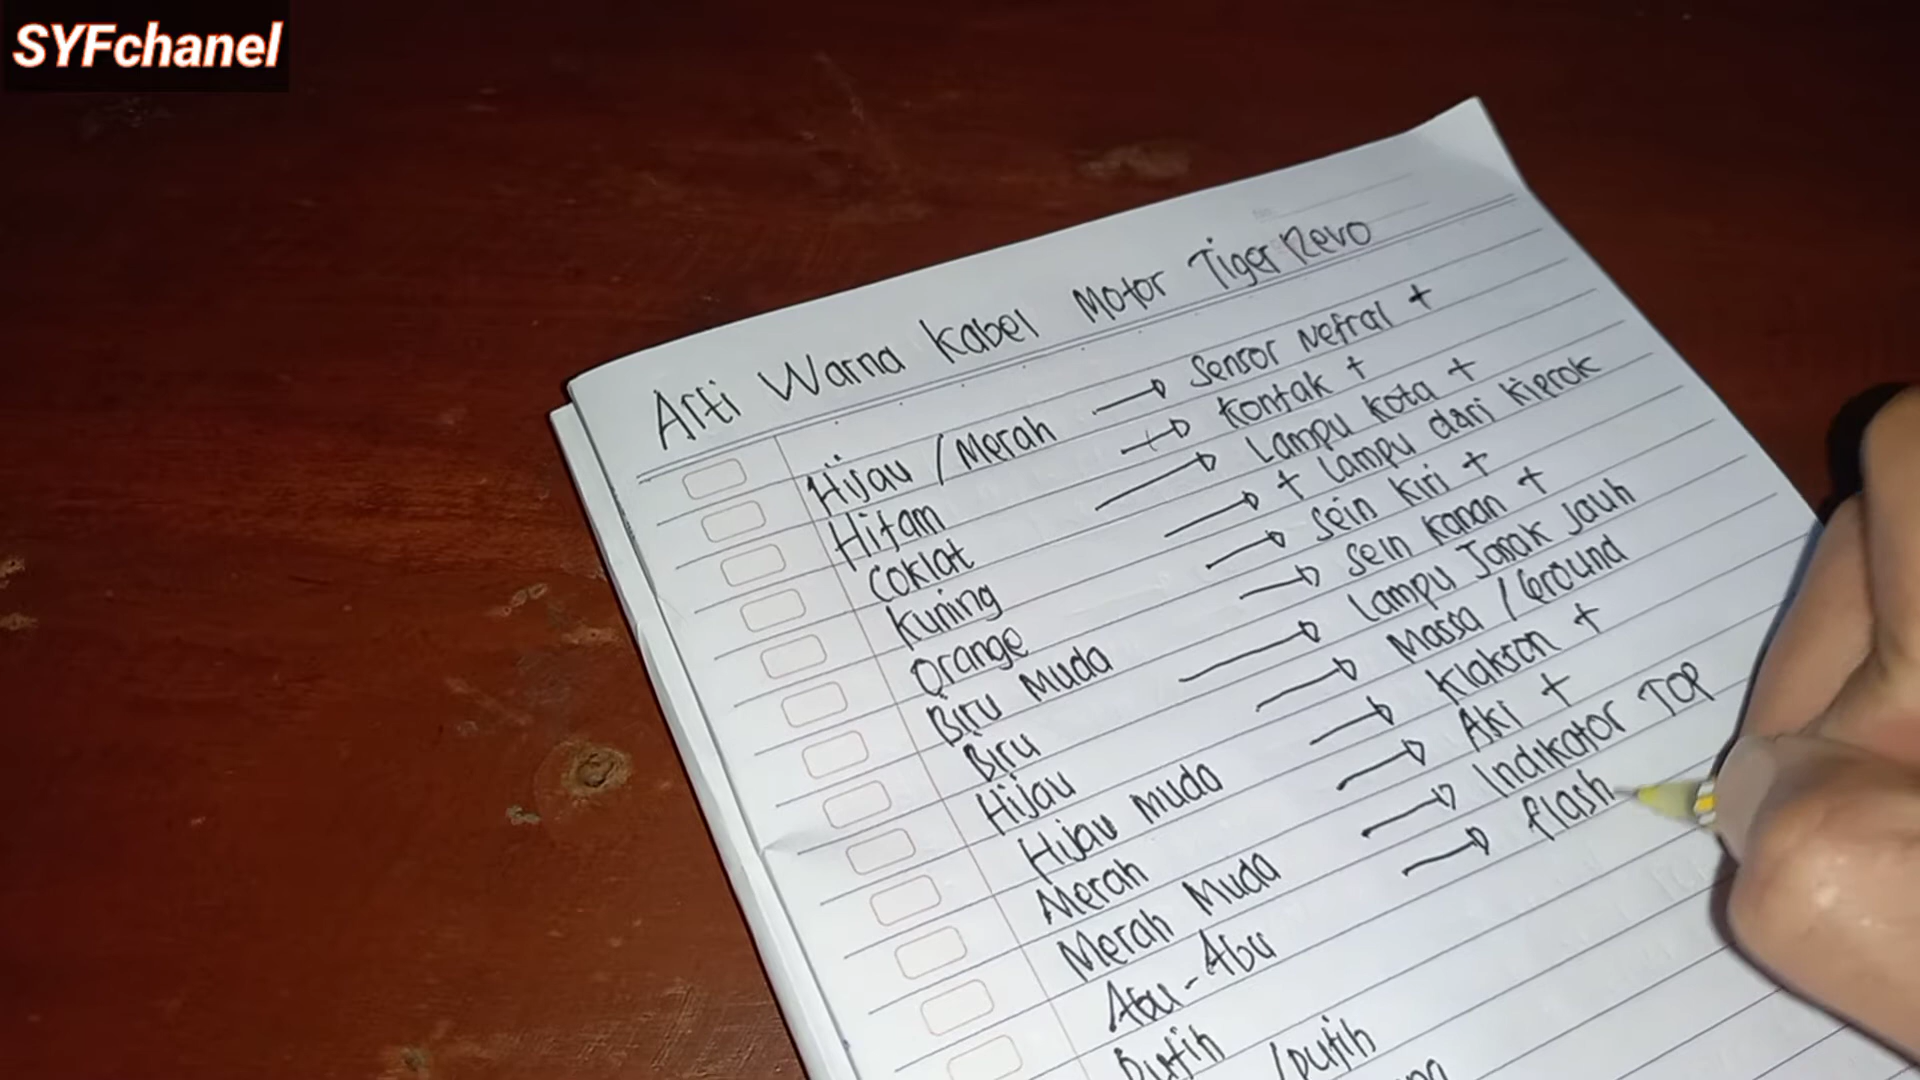 SYFchanel
Arti Warna Kabel Motor Tiger Revo
Hijau / Merah → Sensor Netral +
Hitam → Kontak +
Coklat → Lampu Kota +
Kuning → + Lampu dari Kiprok
Orange → Sein Kiri +
Biru Muda → Sein Kanan +
Biru → Lampu Jarak Jauh
Hijau → Massa / Ground
Hijau Muda → Klakson +
Merah → Aki +
Merah Muda → Indikator TOP
Abu-Abu → flash
Putih
/putih